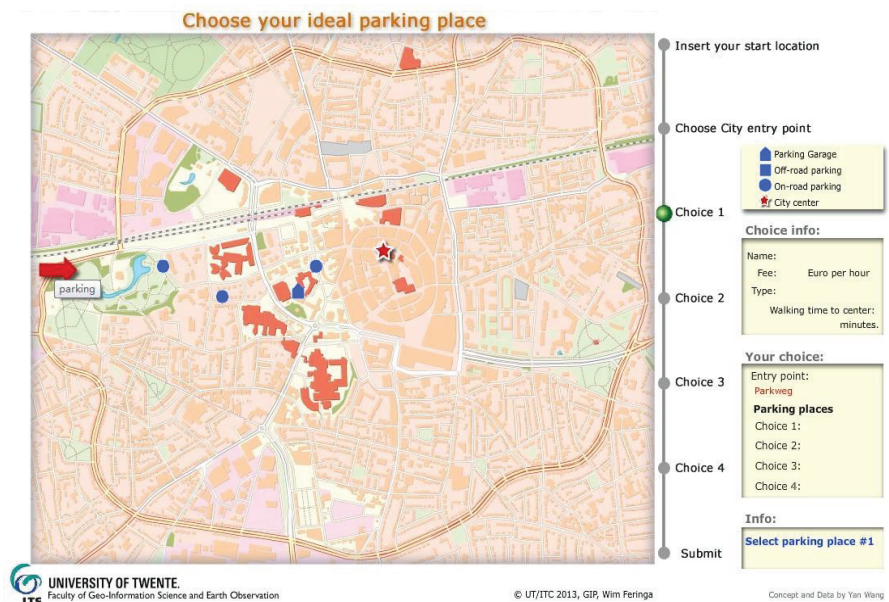 Choose your ideal parking place
Insert your start location
Choose City entry point
Parking Garage
Off-road parking
On-road parking
City center
Choice 1
Choice info:
Name:
Fee: Euro per hour
Type:
Walking time to center:
minutes.
parking
Choice 2
Your choice:
Entry point:
Parkweg
Parking places
Choice 1:
Choice 2:
Choice 3:
Choice 4:
Choice 3
Choice 4
Info:
Select parking place #1
Submit
UNIVERSITY OF TWENTE.
Faculty of Geo-Information Science and Earth Observation
ITC
© UT/ITC 2013, GIP, Wim Feringa
Concept and Data by Yan Wang